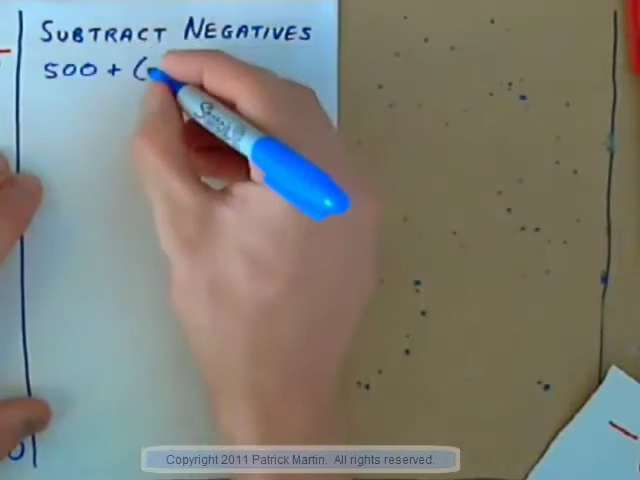 SUBTRACT NEGATIVES
500 + (
Copyright 2011 Patrick Martin. All rights reserved.